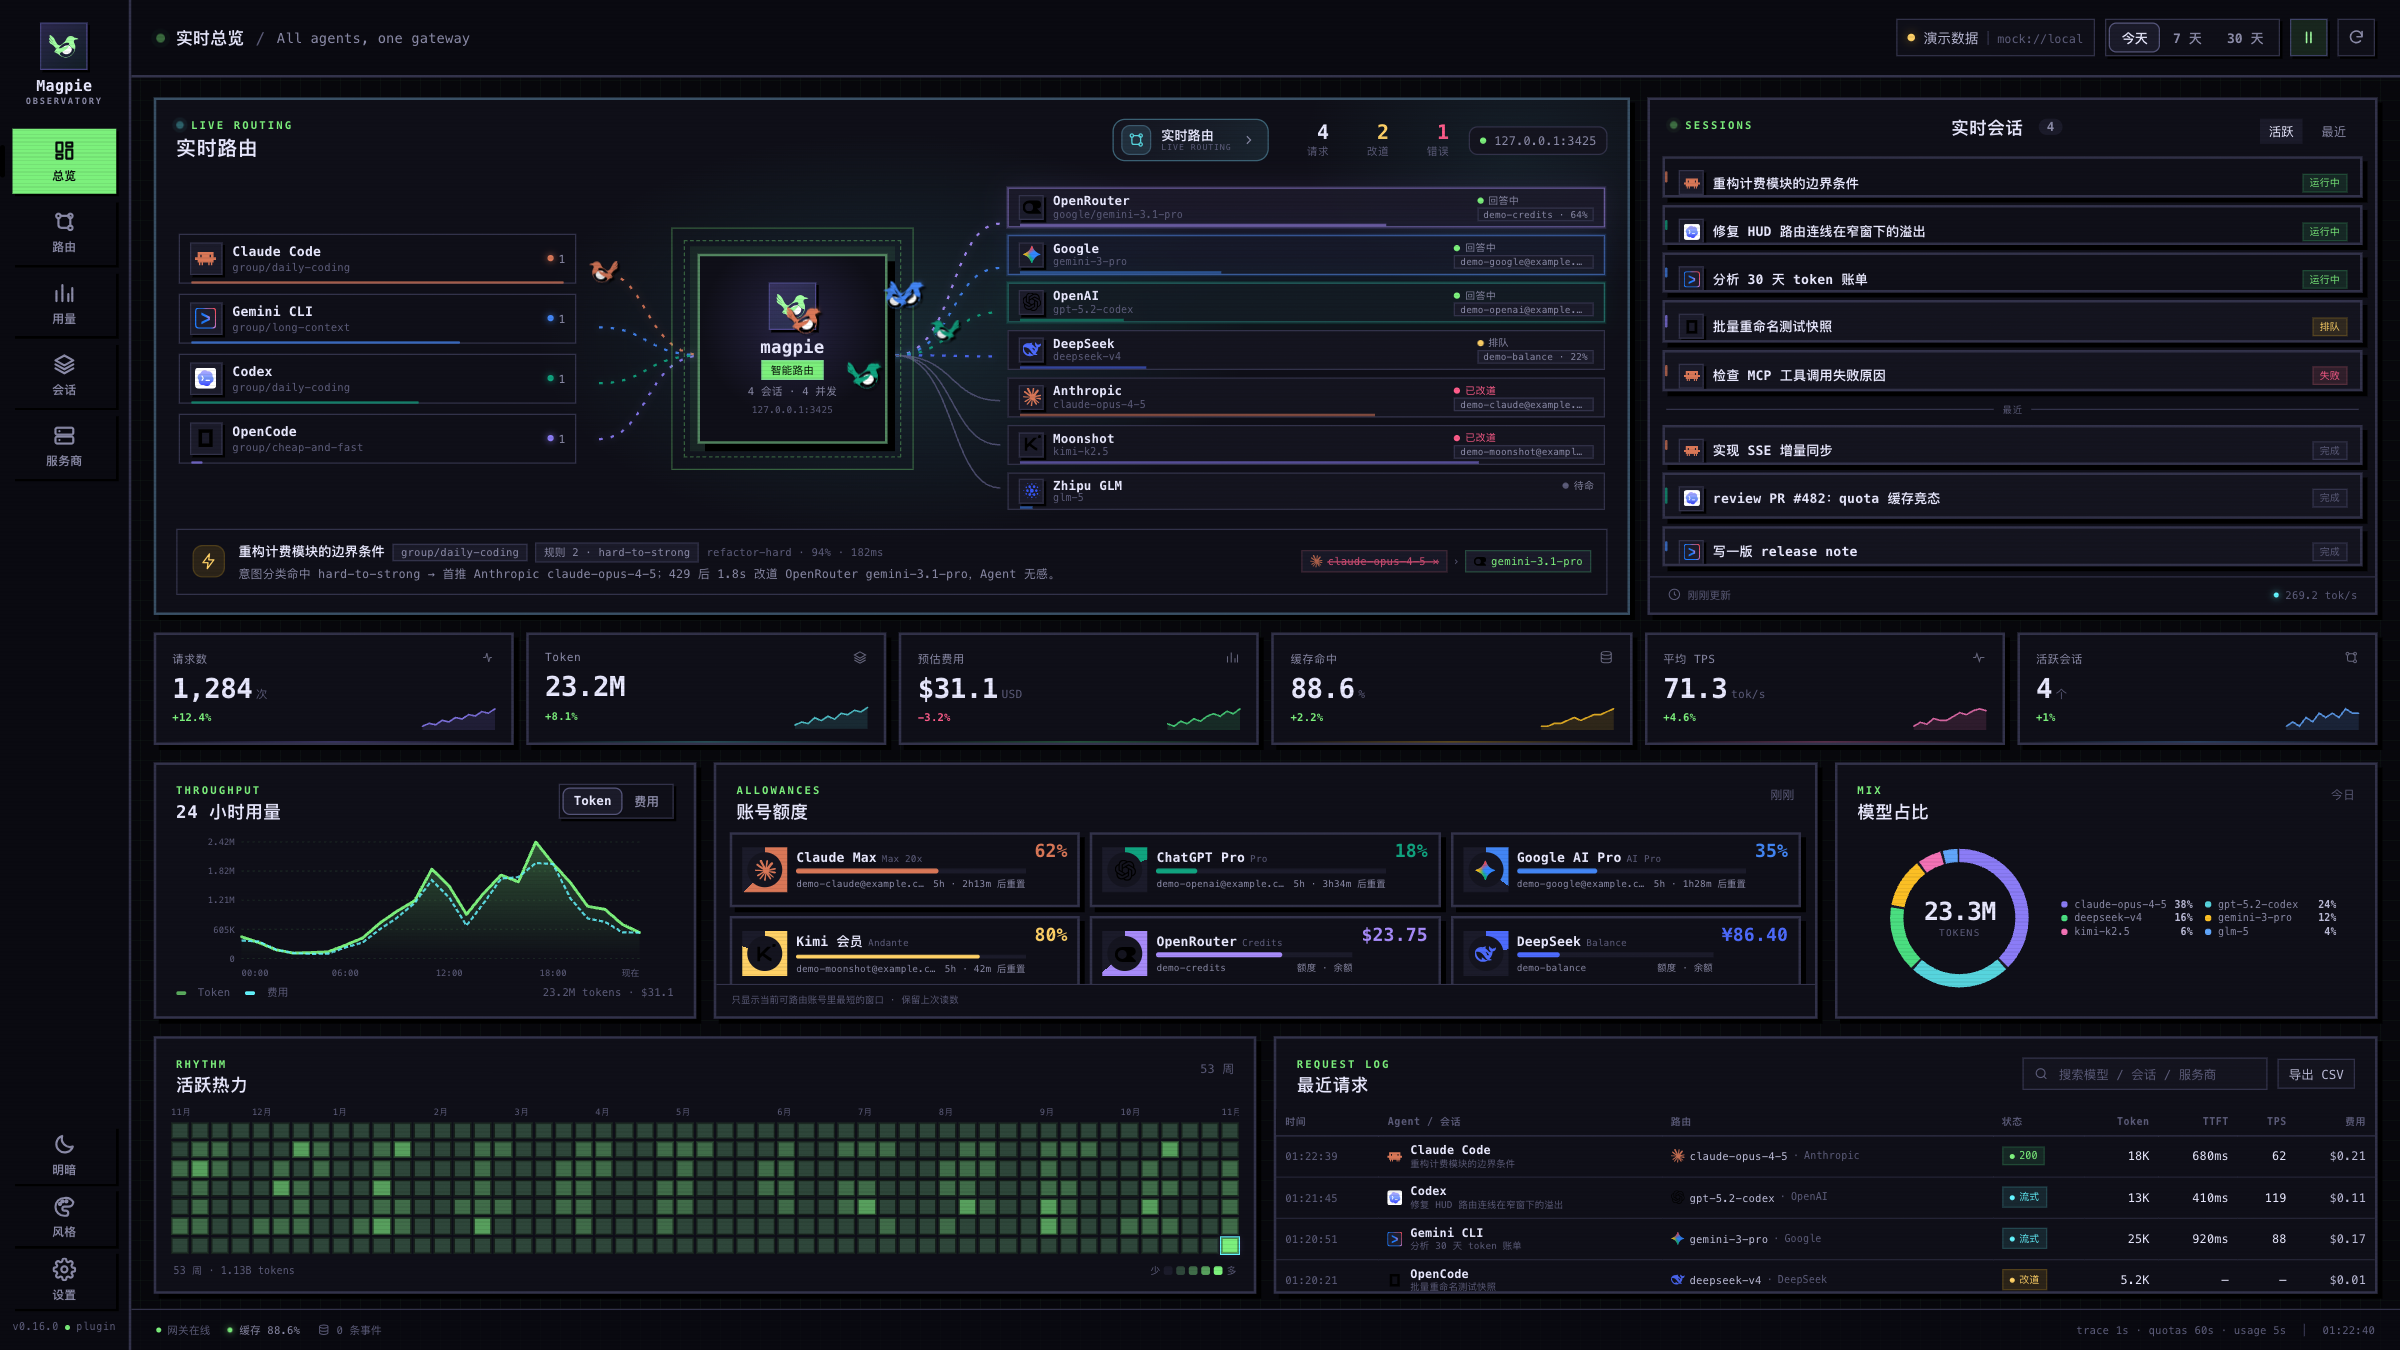 Magpie
OBSERVATORY
总览
路由
用量
会话
服务商
明暗
风格
设置
v0.16.0 ● plugin
实时总览 / All agents, one gateway
演示数据 | mock://local
今天 7 天 30 天
LIVE ROUTING
实时路由
实时路由
LIVE ROUTING
4 请求
2 改道
1 错误
127.0.0.1:3425
Claude Code 1
group/daily-coding
Gemini CLI 1
group/long-context
Codex 1
group/daily-coding
OpenCode 1
group/cheap-and-fast
magpie
智能路由
4 会话 · 4 并发
127.0.0.1:3425
OpenRouter 回答中
google/gemini-3.1-pro demo-credits · 64%
Google 回答中
gemini-3-pro demo-google@example.…
OpenAI 回答中
gpt-5.2-codex demo-openai@example.…
DeepSeek 排队
deepseek-v4 demo-balance · 22%
Anthropic 已改道
claude-opus-4-5 demo-claude@example.…
Moonshot 已改道
kimi-k2.5 demo-moonshot@exampl…
Zhipu GLM 待命
glm-5
重构计费模块的边界条件 group/daily-coding 规则 2 · hard-to-strong refactor-hard · 94% · 182ms
意图分类命中 hard-to-strong → 首推 Anthropic claude-opus-4-5; 429 后 1.8s 改道 OpenRouter gemini-3.1-pro, Agent 无感。
claude-opus-4-5 × › gemini-3.1-pro
SESSIONS
实时会话 4
活跃 最近
重构计费模块的边界条件 运行中
修复 HUD 路由连线在窄窗下的溢出 运行中
分析 30 天 token 账单 运行中
批量重命名测试快照 排队
检查 MCP 工具调用失败原因 失败
最近
实现 SSE 增量同步 完成
review PR #482: quota 缓存竞态 完成
写一版 release note 完成
刚刚更新 269.2 tok/s
请求数
1,284 次
+12.4%
Token
23.2M
+8.1%
预估费用
$31.1 USD
−3.2%
缓存命中
88.6 %
+2.2%
平均 TPS
71.3 tok/s
+4.6%
活跃会话
4 个
+1%
THROUGHPUT
24 小时用量
Token 费用
2.42M
1.82M
1.21M
605K
0
00:00 06:00 12:00 18:00 现在
Token 费用 23.2M tokens · $31.1
ALLOWANCES
账号额度 刚刚
Claude Max Max 20x 62%
demo-claude@example.c… 5h · 2h13m 后重置
ChatGPT Pro Pro 18%
demo-openai@example.c… 5h · 3h34m 后重置
Google AI Pro AI Pro 35%
demo-google@example.c… 5h · 1h28m 后重置
Kimi 会员 Andante 80%
demo-moonshot@example.c… 5h · 42m 后重置
OpenRouter Credits $23.75
demo-credits 额度 · 余额
DeepSeek Balance ¥86.40
demo-balance 额度 · 余额
只显示当前可路由账号里最短的窗口 · 保留上次读数
MIX
模型占比 今日
23.3M
TOKENS
claude-opus-4-5 38% gpt-5.2-codex 24%
deepseek-v4 16% gemini-3-pro 12%
kimi-k2.5 6% glm-5 4%
RHYTHM
活跃热力 53 周
11月 12月 1月 2月 3月 4月 5月 6月 7月 8月 9月 10月 11月
53 周 · 1.13B tokens 少 多
REQUEST LOG
最近请求
搜索模型 / 会话 / 服务商 导出 CSV
时间 Agent / 会话 路由 状态 Token TTFT TPS 费用
01:22:39 Claude Code claude-opus-4-5 · Anthropic 200 18K 680ms 62 $0.21
重构计费模块的边界条件
01:21:45 Codex gpt-5.2-codex · OpenAI 流式 13K 410ms 119 $0.11
修复 HUD 路由连线在窄窗下的溢出
01:20:51 Gemini CLI gemini-3-pro · Google 流式 25K 920ms 88 $0.17
分析 30 天 token 账单
01:20:21 OpenCode deepseek-v4 · DeepSeek 改道 5.2K — — $0.01
批量重命名测试快照
网关在线 缓存 88.6% 0 条事件
trace 1s · quotas 60s · usage 5s | 01:22:40